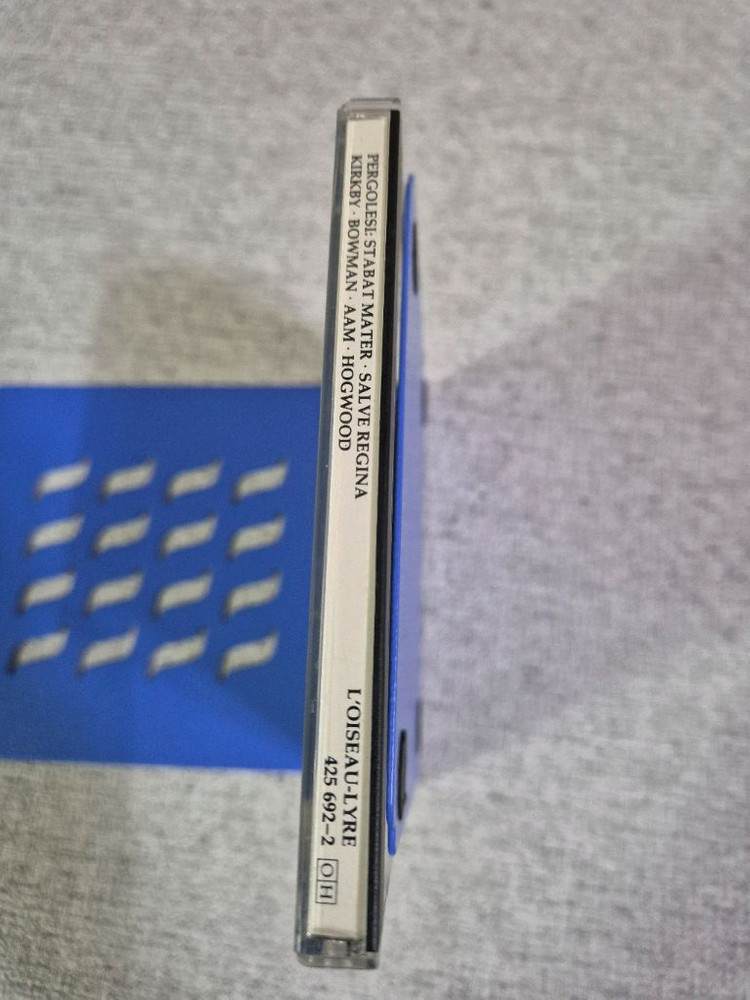 PERGOLESI: STABAT MATER · SALVE REGINA
KIRKBY · BOWMAN · AAM · HOGWOOD
L'OISEAU-LYRE
425 692–2 OH